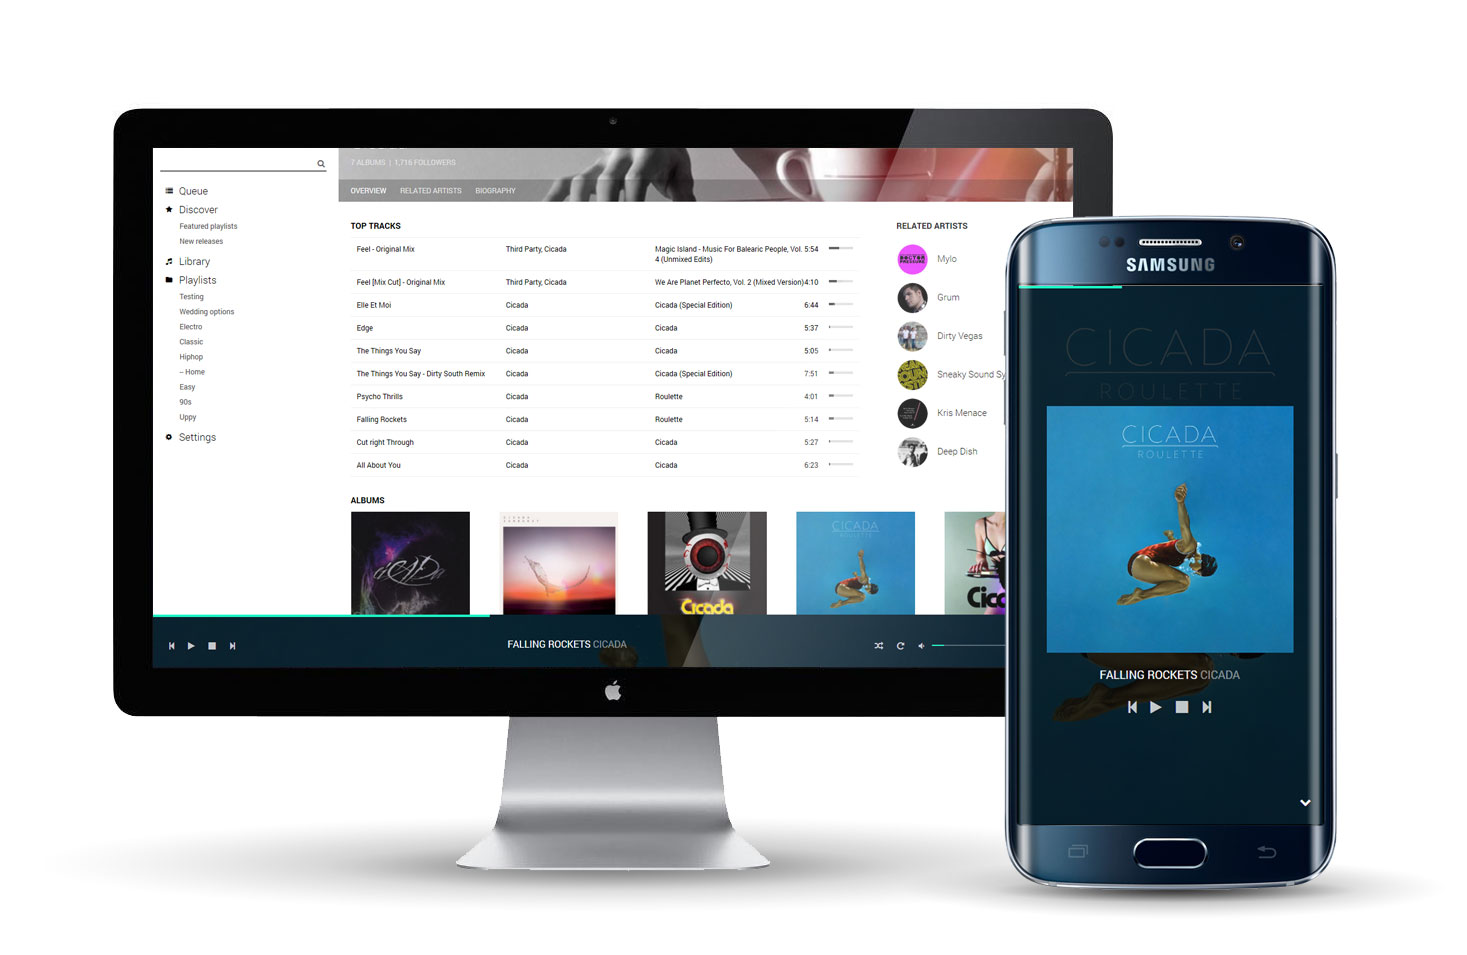 7 ALBUMS | 1,716 FOLLOWERS
OVERVIEW RELATED ARTISTS BIOGRAPHY
Queue
Discover
Featured playlists
New releases
Library
Playlists
Testing
Wedding options
Electro
Classic
Hiphop
– Home
Easy
90s
Uppy
Settings
TOP TRACKS
Feel - Original Mix Third Party, Cicada Magic Island - Music For Balearic People, Vol. 5:54
4 (Unmixed Edits)
Feel [Mix Cut] - Original Mix Third Party, Cicada We Are Planet Perfecto, Vol. 2 (Mixed Version) 4:10
Elle Et Moi Cicada Cicada (Special Edition) 6:44
Edge Cicada Cicada 5:37
The Things You Say Cicada Cicada 5:05
The Things You Say - Dirty South Remix Cicada Cicada (Special Edition) 7:51
Psycho Thrills Cicada Roulette 4:01
Falling Rockets Cicada Roulette 5:14
Cut right Through Cicada Cicada 5:27
All About You Cicada Cicada 6:23
RELATED ARTISTS
Mylo
Grum
Dirty Vegas
Sneaky Sound Sy
Kris Menace
Deep Dish
ALBUMS
CICADA
Cicada
CICADA
ROULETTE
Cic
FALLING ROCKETS CICADA
SAMSUNG
CICADA
ROULETTE
CICADA
ROULETTE
FALLING ROCKETS CICADA